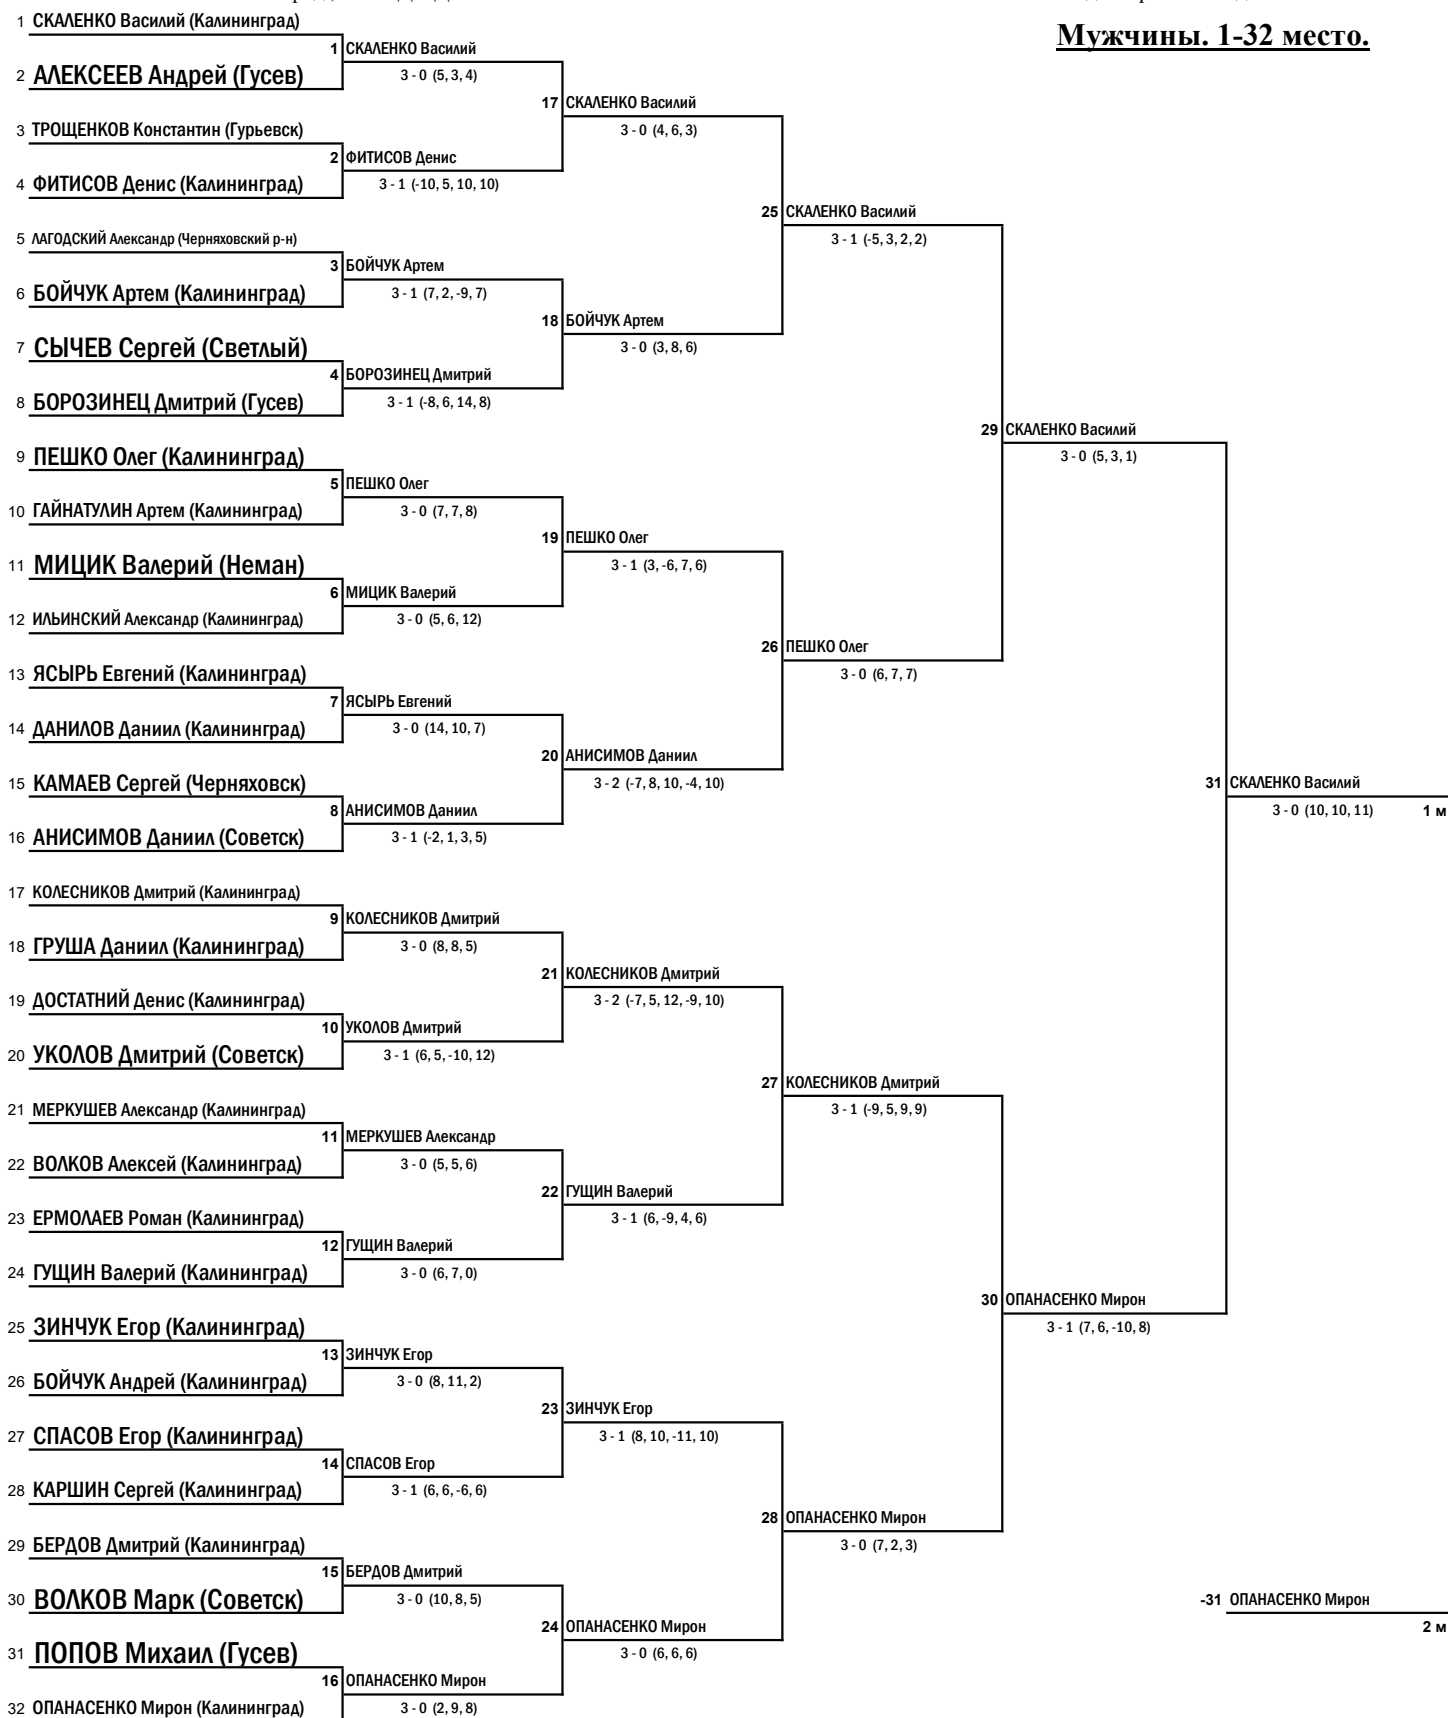 Мужчины. 1-32 место.
1 СКАЛЕНКО Василий (Калининград)
1 СКАЛЕНКО Василий
2 АЛЕКСЕЕВ Андрей (Гусев)
3 - 0 (5, 3, 4)
17 СКАЛЕНКО Василий
3 ТРОЩЕНКОВ Константин (Гурьевск)
3 - 0 (4, 6, 3)
2 ФИТИСОВ Денис
4 ФИТИСОВ Денис (Калининград)
3 - 1 (-10, 5, 10, 10)
25 СКАЛЕНКО Василий
5 ЛАГОДСКИЙ Александр (Черняховский р-н)
3 - 1 (-5, 3, 2, 2)
3 БОЙЧУК Артем
6 БОЙЧУК Артем (Калининград)
3 - 1 (7, 2, -9, 7)
18 БОЙЧУК Артем
7 СЫЧЕВ Сергей (Светлый)
3 - 0 (3, 8, 6)
4 БОРОЗИНЕЦ Дмитрий
8 БОРОЗИНЕЦ Дмитрий (Гусев)
3 - 1 (-8, 6, 14, 8)
29 СКАЛЕНКО Василий
9 ПЕШКО Олег (Калининград)
3 - 0 (5, 3, 1)
5 ПЕШКО Олег
10 ГАЙНАТУЛИН Артем (Калининград)
3 - 0 (7, 7, 8)
19 ПЕШКО Олег
11 МИЦИК Валерий (Неман)
3 - 1 (3, -6, 7, 6)
6 МИЦИК Валерий
12 ИЛЬИНСКИЙ Александр (Калининград)
3 - 0 (5, 6, 12)
26 ПЕШКО Олег
13 ЯСЫРЬ Евгений (Калининград)
3 - 0 (6, 7, 7)
7 ЯСЫРЬ Евгений
14 ДАНИЛОВ Даниил (Калининград)
3 - 0 (14, 10, 7)
20 АНИСИМОВ Даниил
15 КАМАЕВ Сергей (Черняховск)
3 - 2 (-7, 8, 10, -4, 10)
31 СКАЛЕНКО Василий
8 АНИСИМОВ Даниил
3 - 0 (10, 10, 11) 1 м
16 АНИСИМОВ Даниил (Советск)
3 - 1 (-2, 1, 3, 5)
17 КОЛЕСНИКОВ Дмитрий (Калининград)
9 КОЛЕСНИКОВ Дмитрий
18 ГРУША Даниил (Калининград)
3 - 0 (8, 8, 5)
21 КОЛЕСНИКОВ Дмитрий
19 ДОСТАТНИЙ Денис (Калининград)
3 - 2 (-7, 5, 12, -9, 10)
10 УКОЛОВ Дмитрий
20 УКОЛОВ Дмитрий (Советск)
3 - 1 (6, 5, -10, 12)
27 КОЛЕСНИКОВ Дмитрий
21 МЕРКУШЕВ Александр (Калининград)
3 - 1 (-9, 5, 9, 9)
11 МЕРКУШЕВ Александр
22 ВОЛКОВ Алексей (Калининград)
3 - 0 (5, 5, 6)
22 ГУЩИН Валерий
23 ЕРМОЛАЕВ Роман (Калининград)
3 - 1 (6, -9, 4, 6)
12 ГУЩИН Валерий
24 ГУЩИН Валерий (Калининград)
3 - 0 (6, 7, 0)
30 ОПАНАСЕНКО Мирон
25 ЗИНЧУК Егор (Калининград)
3 - 1 (7, 6, -10, 8)
13 ЗИНЧУК Егор
26 БОЙЧУК Андрей (Калининград)
3 - 0 (8, 11, 2)
23 ЗИНЧУК Егор
27 СПАСОВ Егор (Калининград)
3 - 1 (8, 10, -11, 10)
14 СПАСОВ Егор
28 КАРШИН Сергей (Калининград)
3 - 1 (6, 6, -6, 6)
28 ОПАНАСЕНКО Мирон
29 БЕРДОВ Дмитрий (Калининград)
3 - 0 (7, 2, 3)
15 БЕРДОВ Дмитрий
30 ВОЛКОВ Марк (Советск)
3 - 0 (10, 8, 5)
-31 ОПАНАСЕНКО Мирон
24 ОПАНАСЕНКО Мирон
2 м
31 ПОПОВ Михаил (Гусев)
3 - 0 (6, 6, 6)
16 ОПАНАСЕНКО Мирон
32 ОПАНАСЕНКО Мирон (Калининград)
3 - 0 (2, 9, 8)